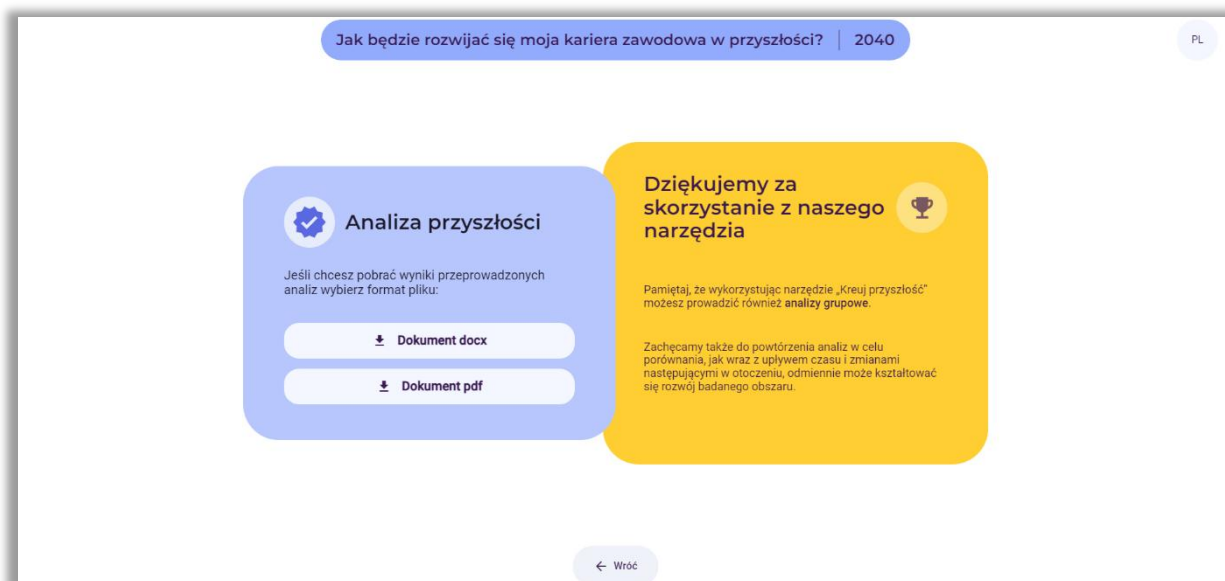 Jak będzie rozwijać się moja kariera zawodowa w przyszłości? | 2040
PL
Analiza przyszłości
Jeśli chcesz pobrać wyniki przeprowadzonych
analiz wybierz format pliku:
Dokument docx
Dokument pdf
Dziękujemy za
skorzystanie z naszego
narzędzia
Pamiętaj, że wykorzystując narzędzie „Kreuj przyszłość”
możesz prowadzić również analizy grupowe.
Zachęcamy także do powtórzenia analiz w celu
porównania, jak wraz z upływem czasu i zmianami
następującymi w otoczeniu, odmiennie może kształtować
się rozwój badanego obszaru.
Wróć